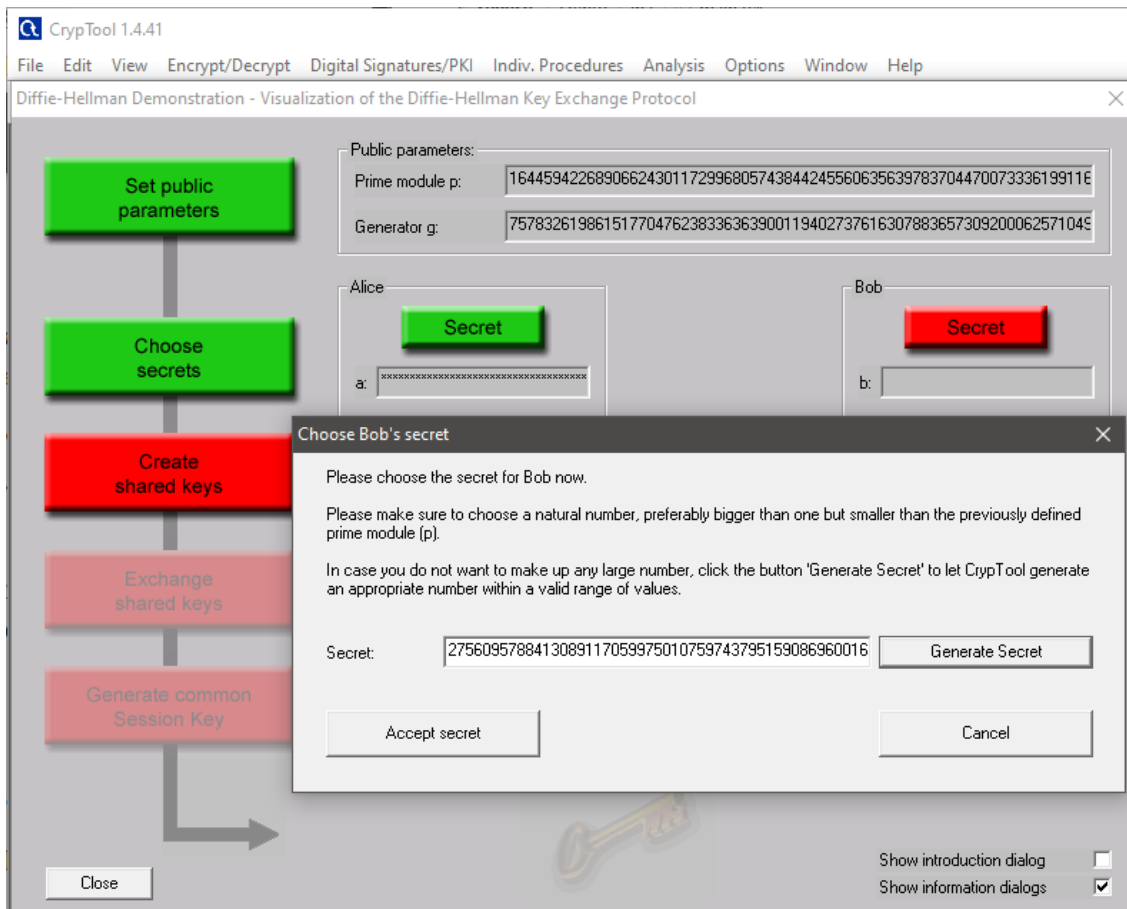 CrypTool 1.4.41
File Edit View Encrypt/Decrypt Digital Signatures/PKI Indiv. Procedures Analysis Options Window Help
Diffie-Hellman Demonstration - Visualization of the Diffie-Hellman Key Exchange Protocol
Set public
parameters
Public parameters:
Prime module p: 16445942268906624301172996805743844245560635639783704470073336199116
Generator g: 75783261986151770476238336363900119402737616307883657309200062571049
Choose
secrets
Alice
Secret
a: ************************************
Bob
Secret
b:
Create
shared keys
Exchange
shared keys
Generate common
Session Key
Choose Bob's secret
Please choose the secret for Bob now.
Please make sure to choose a natural number, preferably bigger than one but smaller than the previously defined
prime module (p).
In case you do not want to make up any large number, click the button 'Generate Secret' to let CrypTool generate
an appropriate number within a valid range of values.
Secret: 2756095788413089117059975010759743795159086960016
Generate Secret
Accept secret
Cancel
Close
Show introduction dialog
Show information dialogs